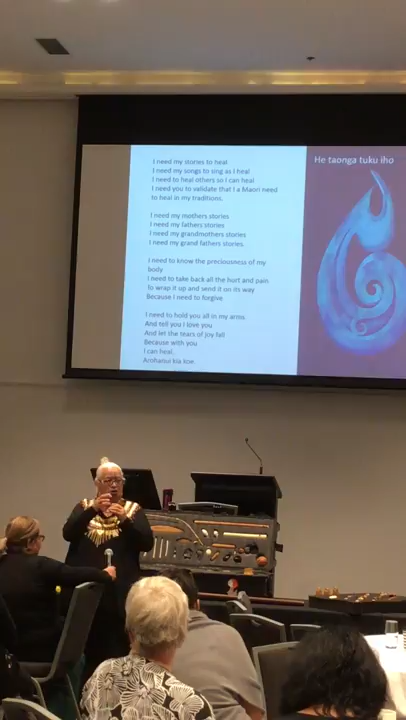 I need my stories to heal
I need my songs to sing as I heal
I need to heal others so I can heal
I need you to validate that I a Maori need
to heal in my traditions.
I need my mothers stories
I need my fathers stories
I need my grandmothers stories
I need my grand fathers stories.
I need to know the preciousness of my
body
I need to take back all the hurt and pain
to wrap it up and send it on its way
Because I need to forgive
I need to hold you all in my arms
And tell you I love you
And let the tears of joy fall
Because with you
I can heal.
Arohanui kia koe
He taonga tuku iho